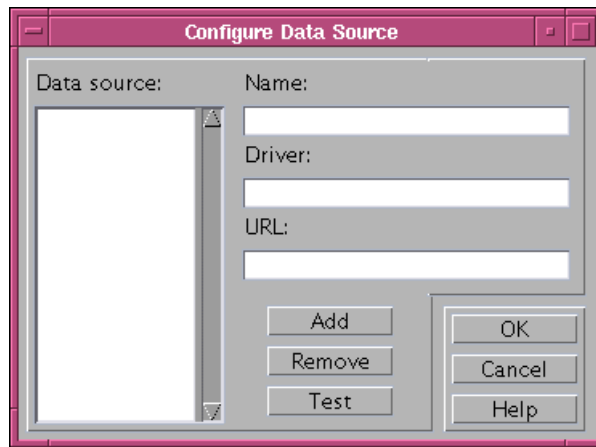 Configure Data Source
Data source:
Name:
Driver:
URL:
Add
Remove
Test
OK
Cancel
Help